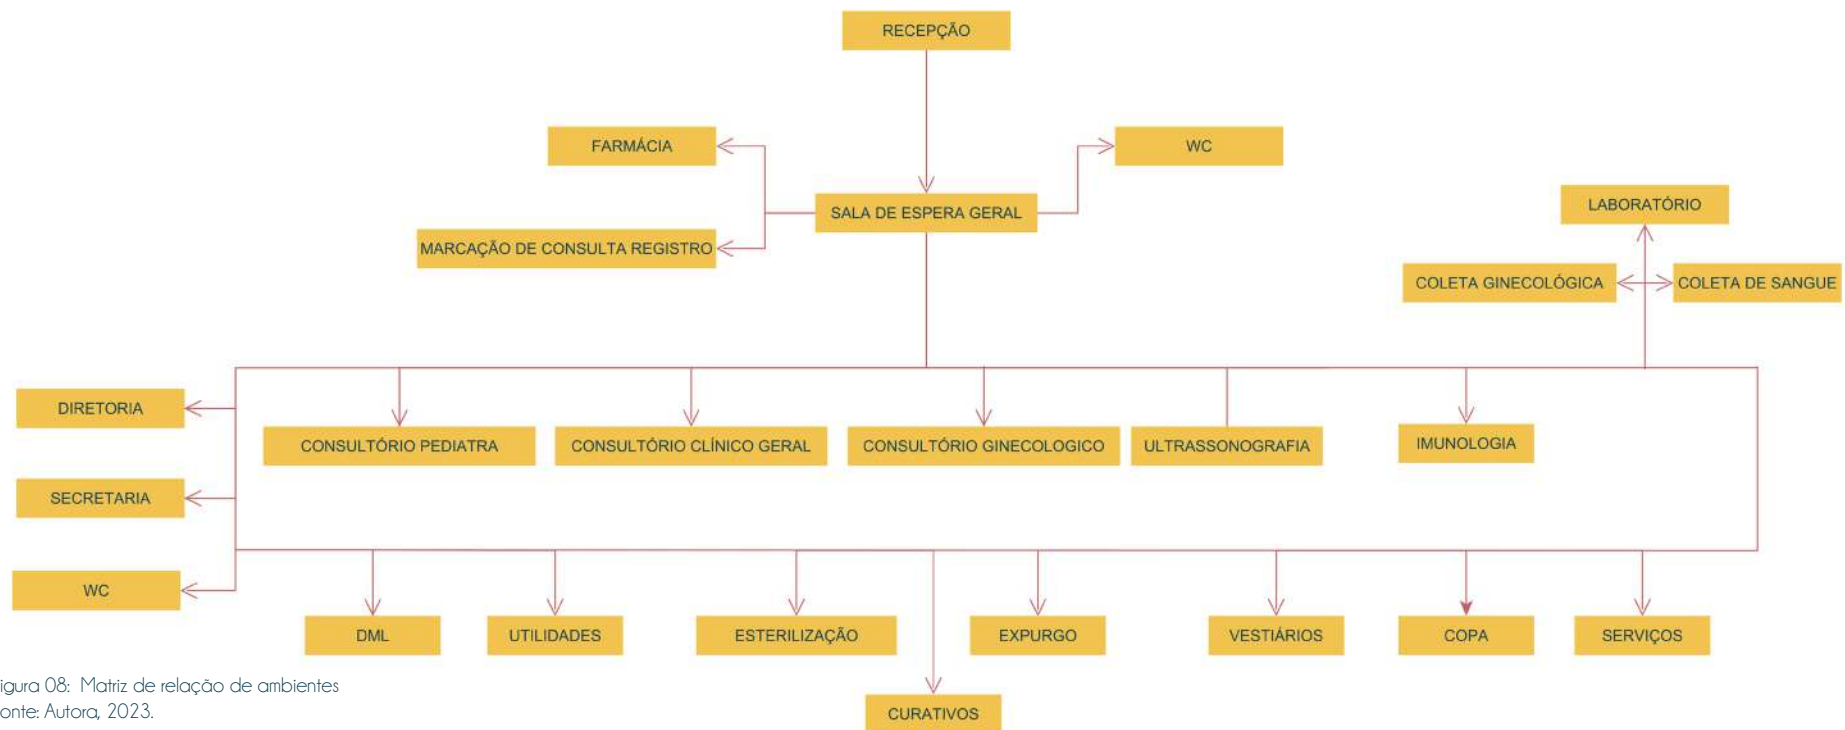 RECEPÇÃO
FARMÁCIA
WC
SALA DE ESPERA GERAL
LABORATÓRIO
MARCAÇÃO DE CONSULTA REGISTRO
COLETA GINECOLÓGICA
COLETA DE SANGUE
DIRETORIA
CONSULTÓRIO PEDIATRA
CONSULTÓRIO CLÍNICO GERAL
CONSULTÓRIO GINECOLOGICO
ULTRASSONOGRAFIA
IMUNOLOGIA
SECRETARIA
WC
DML
UTILIDADES
ESTERILIZAÇÃO
EXPURGO
VESTIÁRIOS
COPA
SERVIÇOS
CURATIVOS
igura 08: Matriz de relação de ambientes
onte: Autora, 2023.